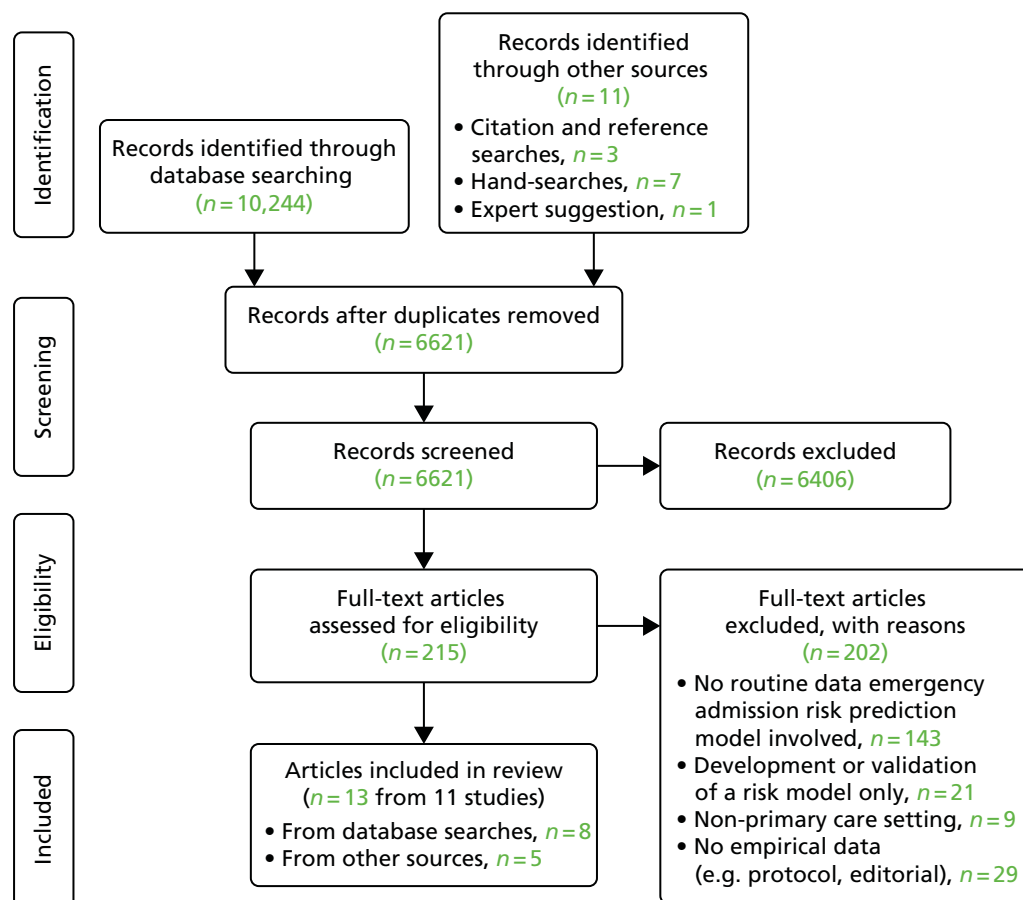 Identification
Records identified through
database searching
(n=10,244)
Records identified
through other sources
(n=11)
• Citation and reference
searches, n=3
• Hand-searches, n=7
• Expert suggestion, n=1
Screening
Records after duplicates removed
(n=6621)
Records screened
(n=6621)
Records excluded
(n=6406)
Eligibility
Full-text articles
assessed for eligibility
(n=215)
Full-text articles
excluded, with reasons
(n=202)
• No routine data emergency
admission risk prediction
model involved, n=143
• Development or validation
of a risk model only, n=21
• Non-primary care setting, n=9
• No empirical data
(e.g. protocol, editorial), n=29
Included
Articles included in review
(n=13 from 11 studies)
• From database searches, n=8
• From other sources, n=5